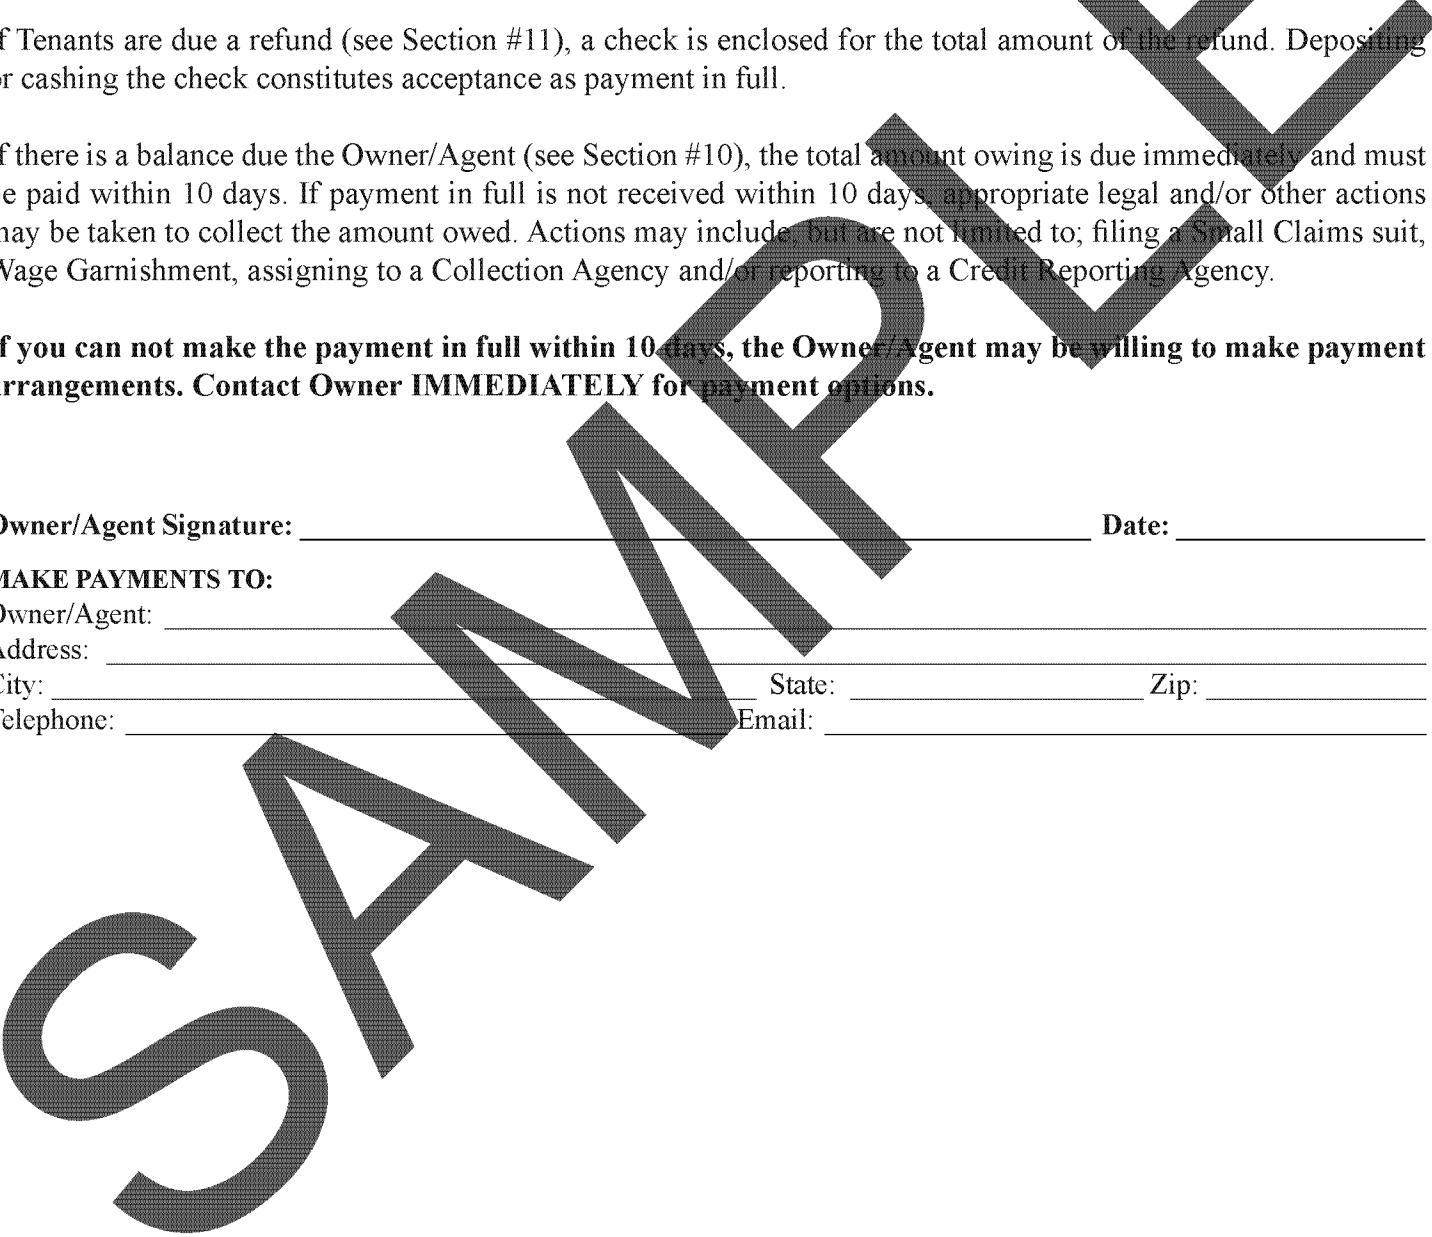 f Tenants are due a refund (see Section #11), a check is enclosed for the total amount of the refund. Depositing
r cashing the check constitutes acceptance as payment in full.
f there is a balance due the Owner/Agent (see Section #10), the total amount owing is due immediately and must
e paid within 10 days. If payment in full is not received within 10 days, appropriate legal and/or other actions
may be taken to collect the amount owed. Actions may include, but are not limited to; filing a Small Claims suit,
Wage Garnishment, assigning to a Collection Agency and/or reporting to a Credit Reporting Agency.
f you can not make the payment in full within 10 days, the Owner/Agent may be willing to make payment
rrangements. Contact Owner IMMEDIATELY for payment options.
Owner/Agent Signature: Date:
MAKE PAYMENTS TO:
Owner/Agent:
Address:
City: State: Zip:
Telephone: Email:
SAMPLE